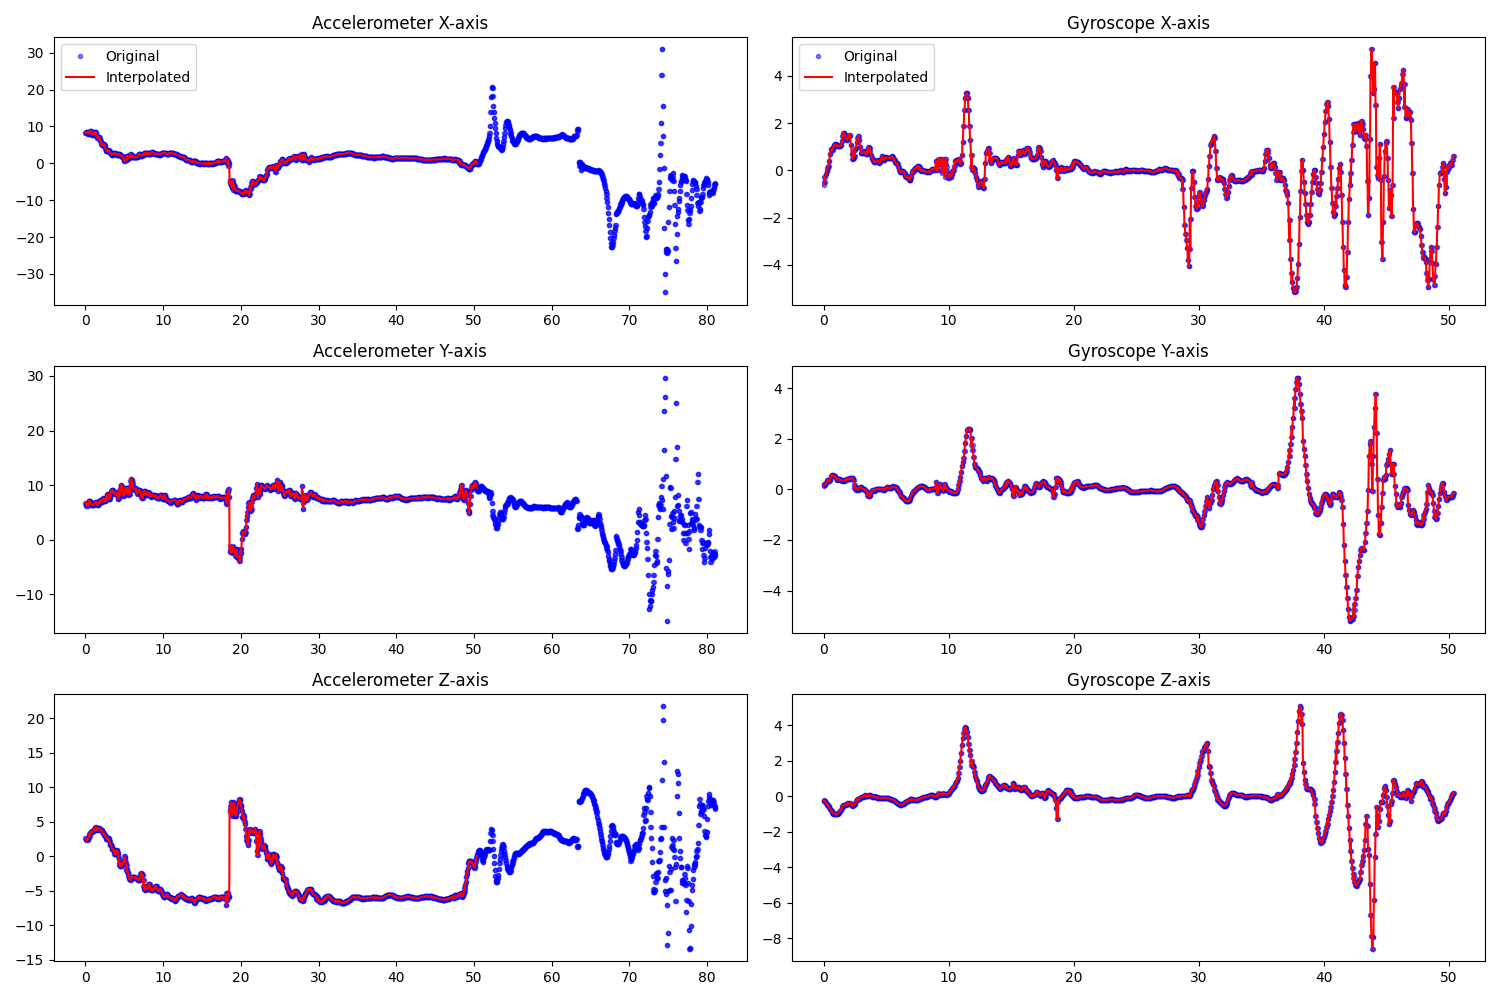 Accelerometer X-axis
Original
Interpolated
30
20
10
0
−10
−20
−30
0 10 20 30 40 50 60 70 80
Gyroscope X-axis
Original
Interpolated
4
2
0
−2
−4
0 10 20 30 40 50
Accelerometer Y-axis
30
20
10
0
−10
0 10 20 30 40 50 60 70 80
Gyroscope Y-axis
4
2
0
−2
−4
0 10 20 30 40 50
Accelerometer Z-axis
20
15
10
5
0
−5
−10
−15
0 10 20 30 40 50 60 70 80
Gyroscope Z-axis
4
2
0
−2
−4
−6
−8
0 10 20 30 40 50